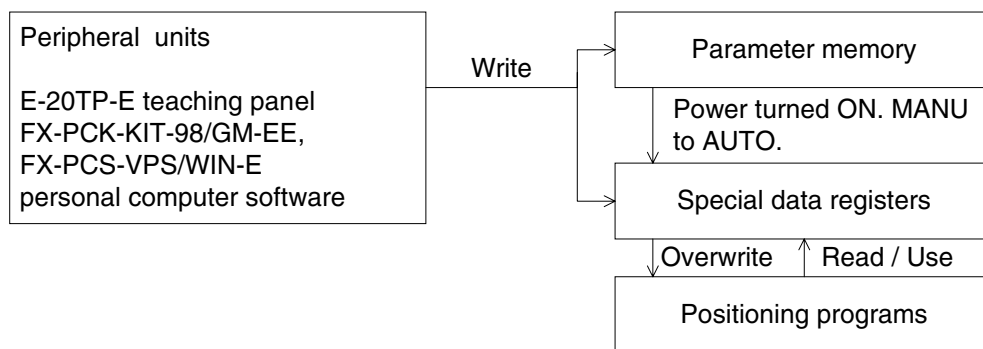 Peripheral units
E-20TP-E teaching panel
FX-PCK-KIT-98/GM-EE,
FX-PCS-VPS/WIN-E
personal computer software
Write
Parameter memory
Power turned ON. MANU
to AUTO.
Special data registers
Overwrite
Read / Use
Positioning programs